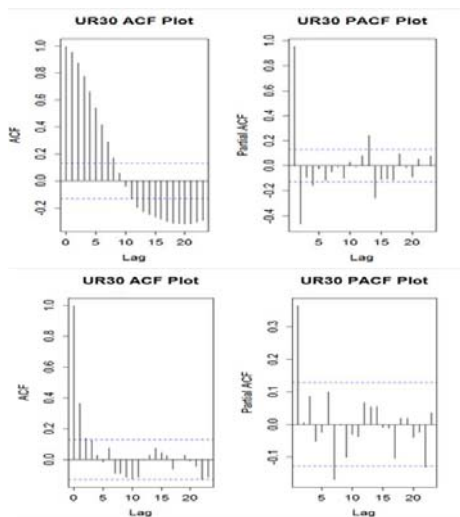 UR30 ACF Plot
UR30 PACF Plot
ACF
1.0
0.8
0.6
0.4
0.2
0.0
-0.2
0 5 10 15 20
Lag
Partial ACF
1.0
0.8
0.6
0.4
0.2
0.0
-0.2
-0.4
5 10 15 20
Lag
UR30 ACF Plot
UR30 PACF Plot
ACF
1.0
0.8
0.6
0.4
0.2
0.0
0 5 10 15 20
Lag
Partial ACF
0.3
0.2
0.1
0.0
-0.1
5 10 15 20
Lag